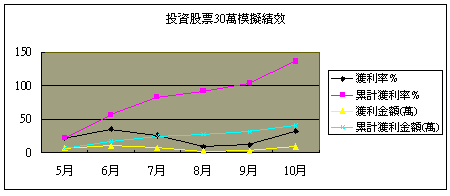 投資股票30萬模擬績效
150
100
50
0
5月 6月 7月 8月 9月 10月
獲利率%
累計獲利率%
獲利金額(萬)
累計獲利金額(萬)